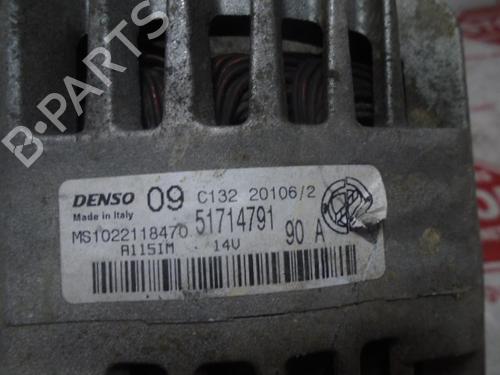 B-PARTS
DENSO 09 C132 20106/2
Made in Italy
MS1022118470 51714791
A115IM 14V 90 A